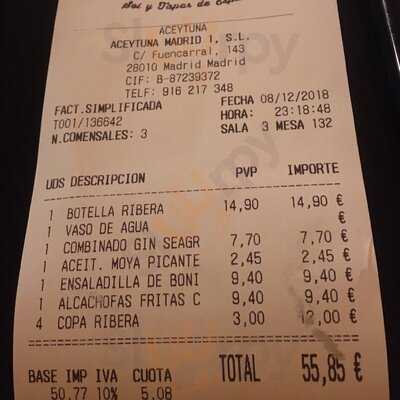 Sol y Tapas de
ACEYTUNA
ACEYTUNA MADRID 1, S.L.
C/ Fuencarral, 143
28010 Madrid Madrid
CIF: B-87239372
TELF: 916 217 348
FACT.SIMPLIFICADA FECHA 08/12/2018
T001/136642 HORA: 23:18:48
N.COMENSALES: 3 SALA 3 MESA 132
UDS DESCRIPCION PVP IMPORTE
1 BOTELLA RIBERA 14,90 14,90 €
1 VASO DE AGUA €
1 COMBINADO GIN SEAGR 7,70 7,70 €
1 ACEIT. MOYA PICANTE 2,45 2,45 €
1 ENSALADILLA DE BONI 9,40 9,40 €
1 ALCACHOFAS FRITAS C 9,40 9,40 €
4 COPA RIBERA 3,00 12,00 €
BASE IMP IVA CUOTA TOTAL 55,85 €
50,77 10% 5,08